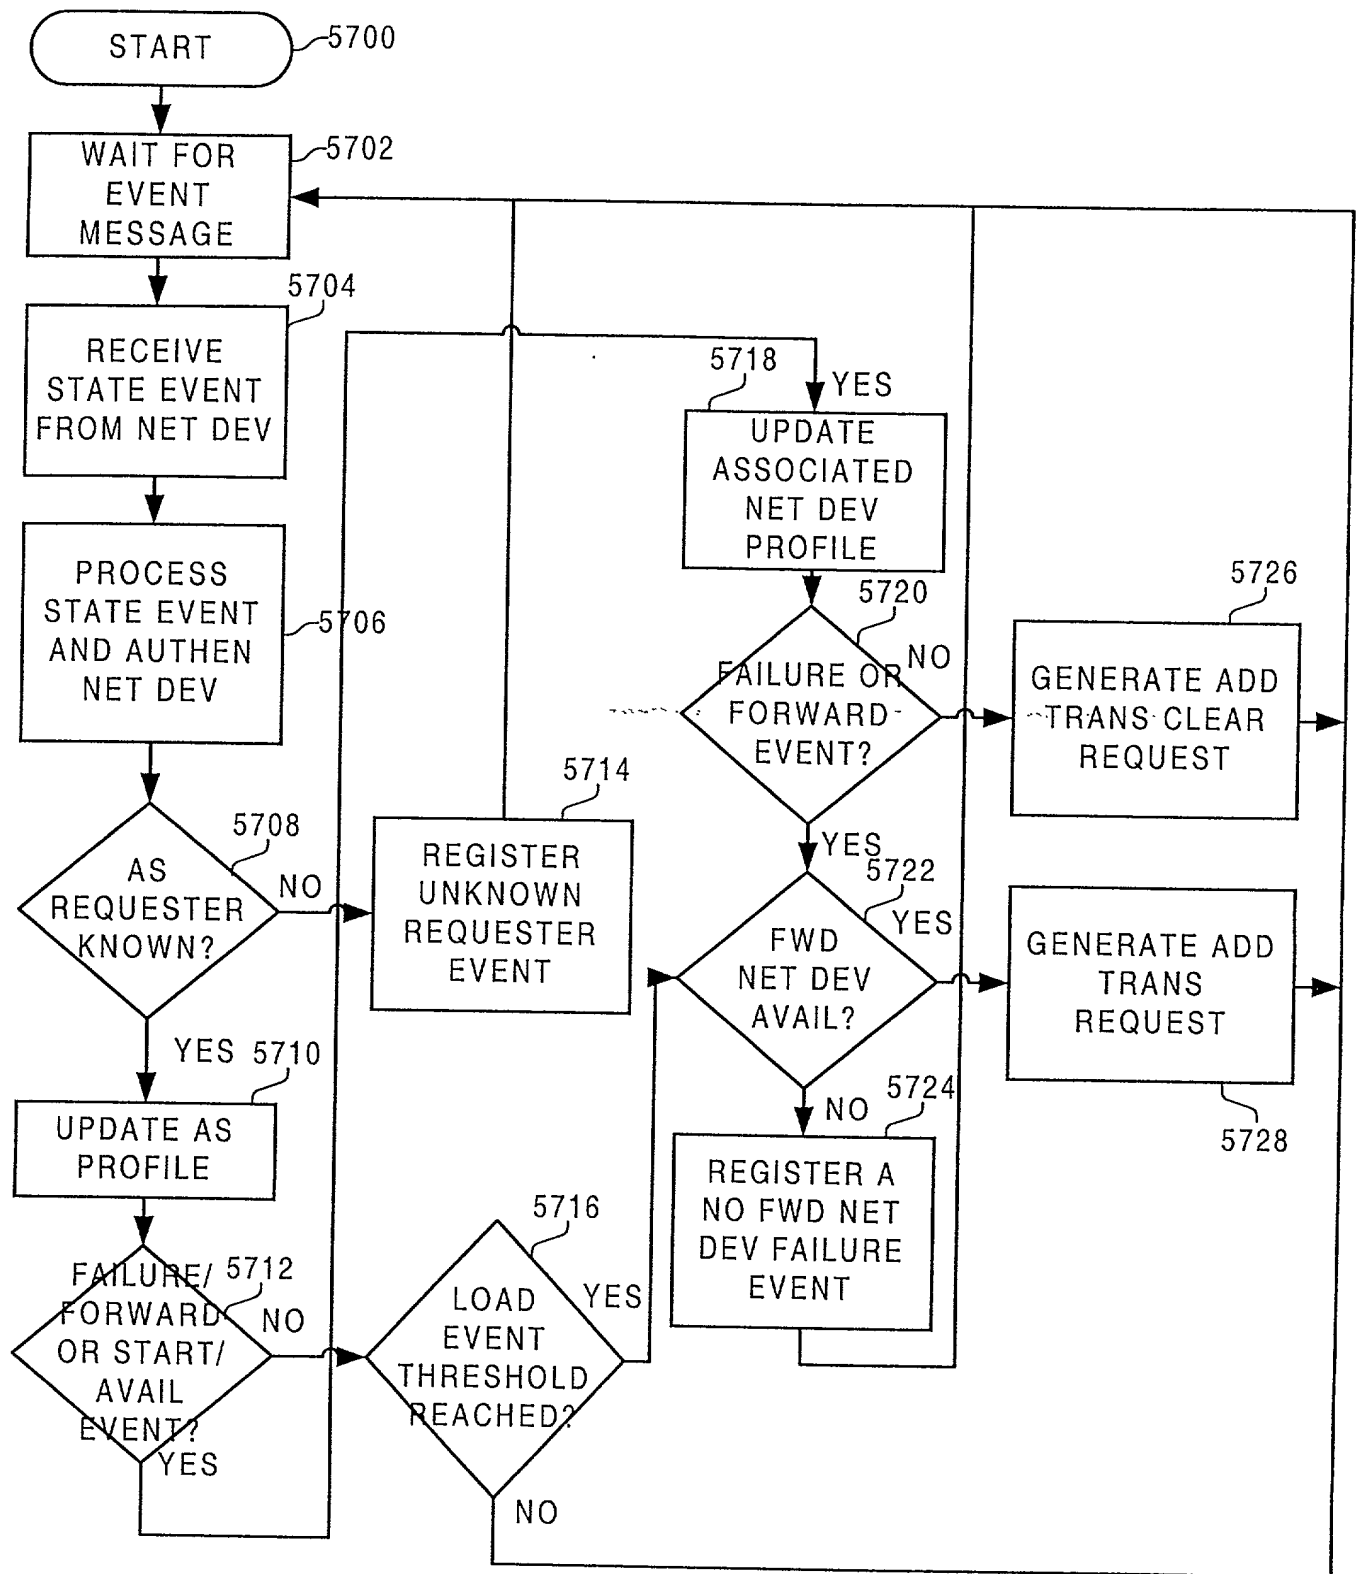 START
5700
WAIT FOR
EVENT
MESSAGE
5702
5704
RECEIVE
STATE EVENT
FROM NET DEV
PROCESS
STATE EVENT
AND AUTHEN
NET DEV
5706
5708
AS
REQUESTER
KNOWN?
NO
YES
5710
UPDATE AS
PROFILE
FAILURE/
FORWARD
OR START/
AVAIL
EVENT?
5712
NO
YES
5714
REGISTER
UNKNOWN
REQUESTER
EVENT
5716
LOAD
EVENT
THRESHOLD
REACHED?
YES
NO
5718
YES
UPDATE
ASSOCIATED
NET DEV
PROFILE
5720
FAILURE OR
FORWARD
EVENT?
NO
YES
5722
FWD
NET DEV
AVAIL?
YES
NO
5724
REGISTER A
NO FWD NET
DEV FAILURE
EVENT
5726
GENERATE ADD
TRANS CLEAR
REQUEST
GENERATE ADD
TRANS
REQUEST
5728